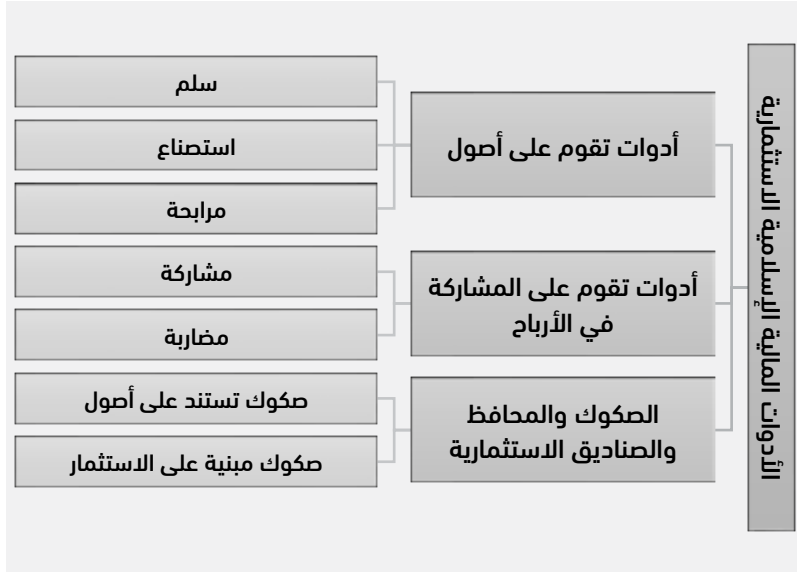 الأدوات المالية الإسلامية الاستثمارية
أدوات تقوم على أصول
سلم
استصناع
مرابحة
أدوات تقوم على المشاركة
في الأرباح
مشاركة
مضاربة
الصكوك والمحافظ
والصناديق الاستثمارية
صكوك تستند على أصول
صكوك مبنية على الاستثمار